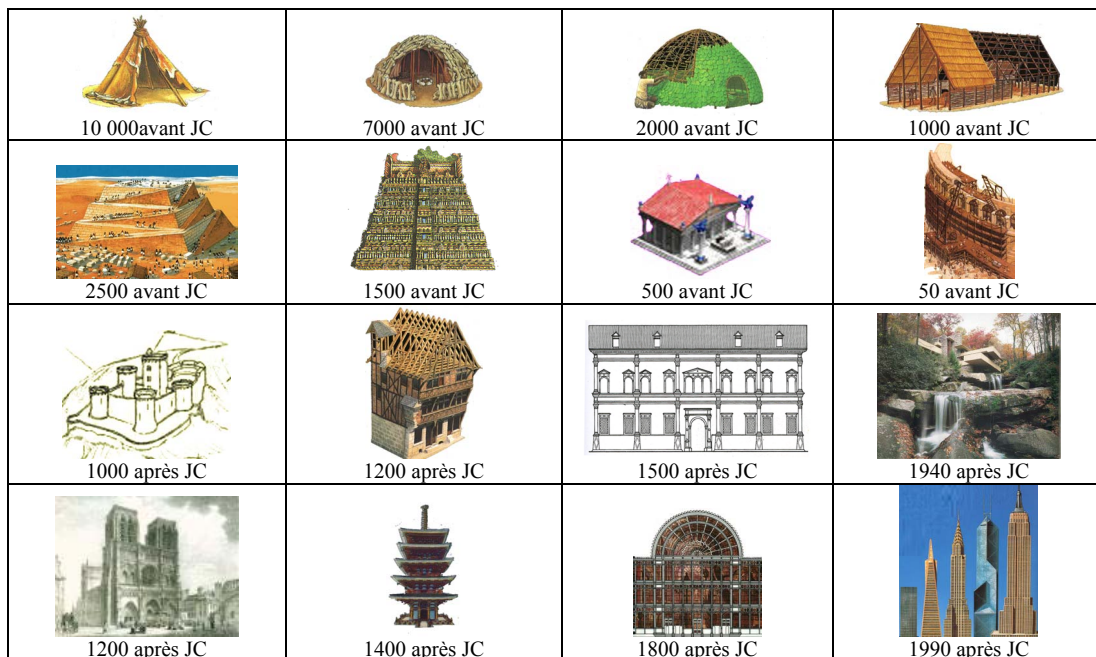 10 000avant JC
7000 avant JC
2000 avant JC
1000 avant JC
2500 avant JC
1500 avant JC
500 avant JC
50 avant JC
1000 après JC
1200 après JC
1500 après JC
1940 après JC
1200 après JC
1400 après JC
1800 après JC
1990 après JC